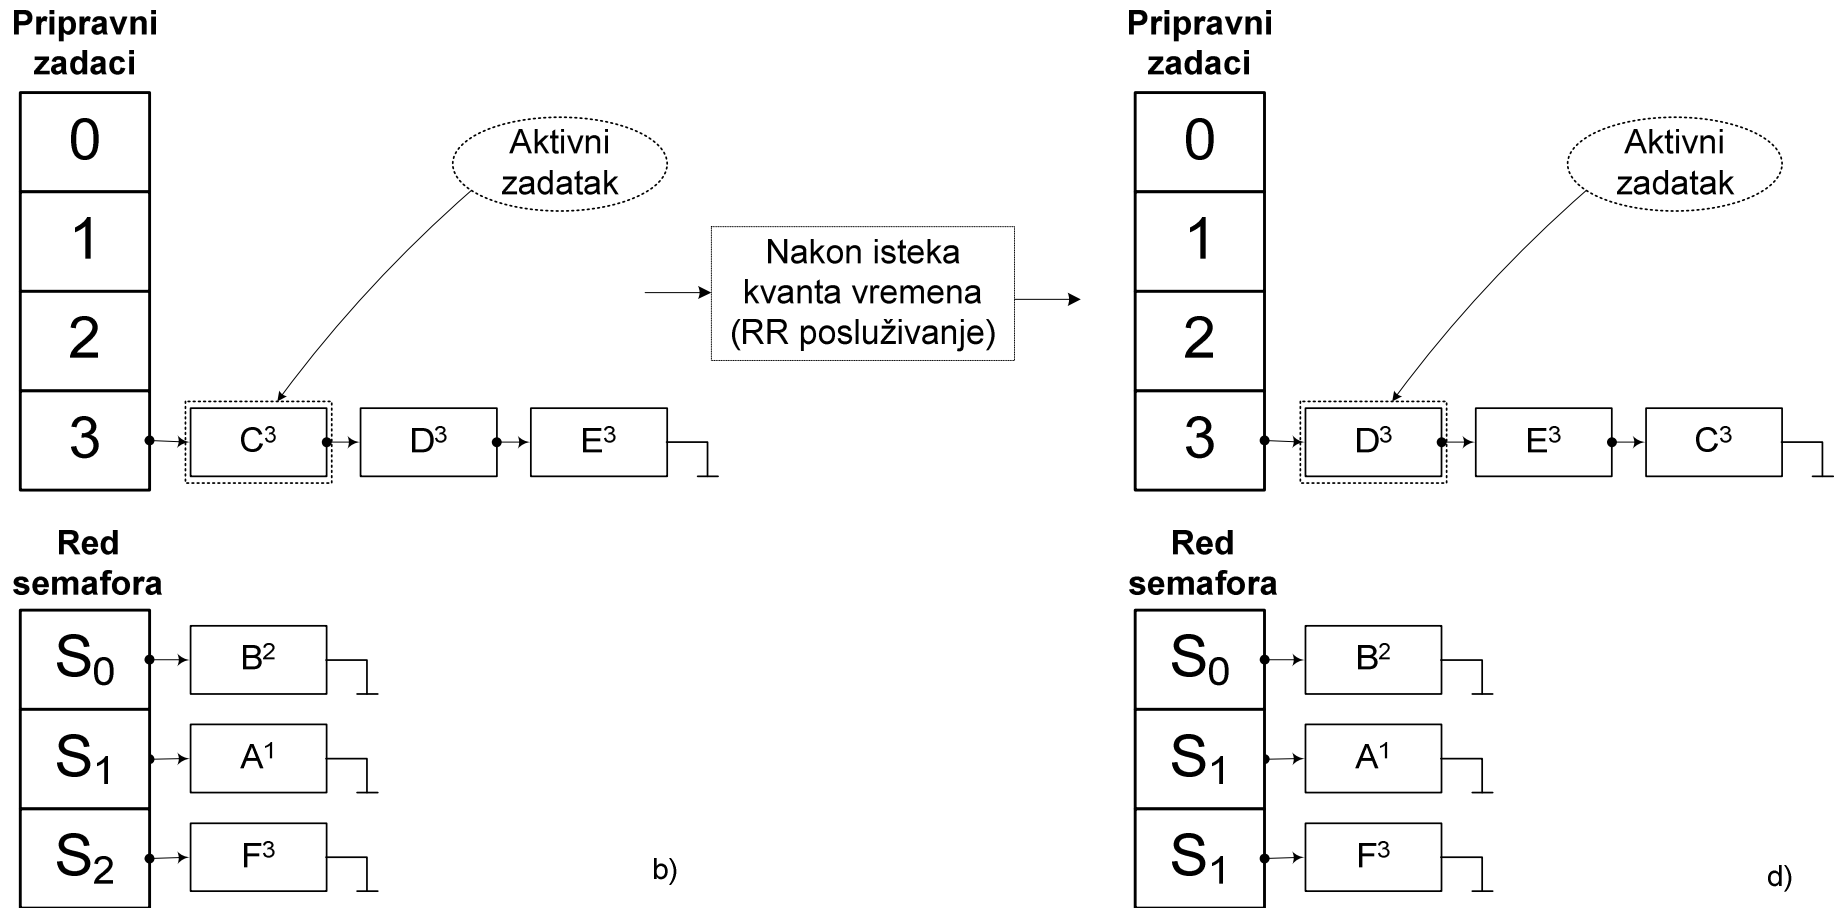 Pripravni
zadaci
0
1
2
3
Aktivni
zadatak
C³
D³
E³
Red
semafora
S₀
B²
S₁
A¹
S₂
F³
b)
Nakon isteka
kvanta vremena
(RR posluživanje)
Pripravni
zadaci
0
1
2
3
Aktivni
zadatak
D³
E³
C³
Red
semafora
S₀
B²
S₁
A¹
S₁
F³
d)